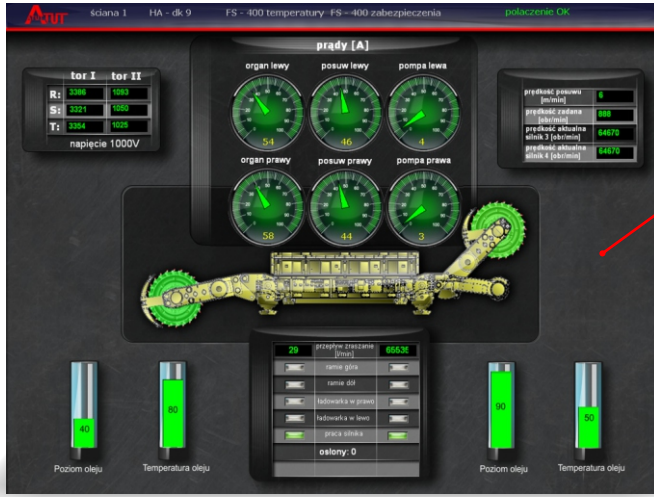 ATUT ściana 1 HA - dk 9 FS - 400 temperatury FS - 400 zabezpieczenia polaczenie OK
prądy [A]
organ lewy posuw lewy pompa lewa
54 46 4
organ prawy posuw prawy pompa prawa
58 44 3
tor I tor II
R: 3386 1093
S: 3321 1050
T: 3354 1025
napięcie 1000V
prędkość posuwu [m/min] 6
prędkość zadana [obr/min] 888
prędkość aktualna silnik 3 [obr/min] 64670
prędkość aktualna silnik 4 [obr/min] 64670
29 przepływ zraszanie [l/min] 65535
ramie góra
ramie dół
ładowarka w prawo
ładowarka w lewo
praca silnika
osłony: 0
40 80 90 50
Poziom oleju Temperatura oleju Poziom oleju Temperatura oleju